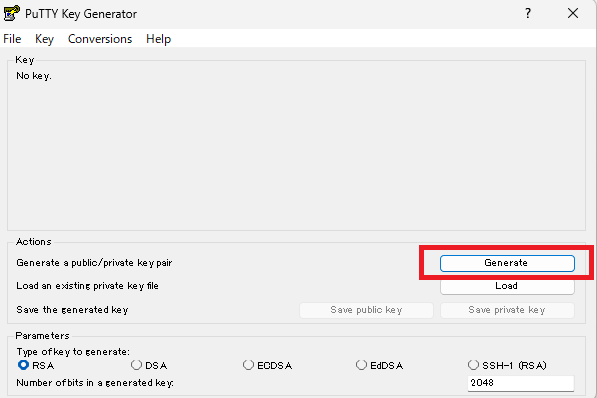 PuTTY Key Generator
File Key Conversions Help
Key
No key.
Actions
Generate a public/private key pair Generate
Load an existing private key file Load
Save the generated key Save public key Save private key
Parameters
Type of key to generate:
RSA DSA ECDSA EdDSA SSH-1 (RSA)
Number of bits in a generated key: 2048